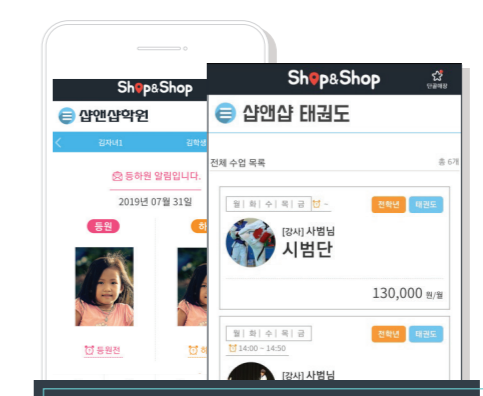 Shop&Shop
샵앤샵학원
김자녀1
김학생
등하원 알림입니다.
2019년 07월 31일
등원
하
등원전
하
Shop&Shop
단골매장
샵앤샵 태권도
전체 수업 목록
총 6개
월| 화| 수| 목| 금
~
전학년
태권도
[강사] 사범님
시범단
130,000 원/월
월| 화| 수| 목| 금
전학년
태권도
14:00 ~ 14:50
[강사] 사범님